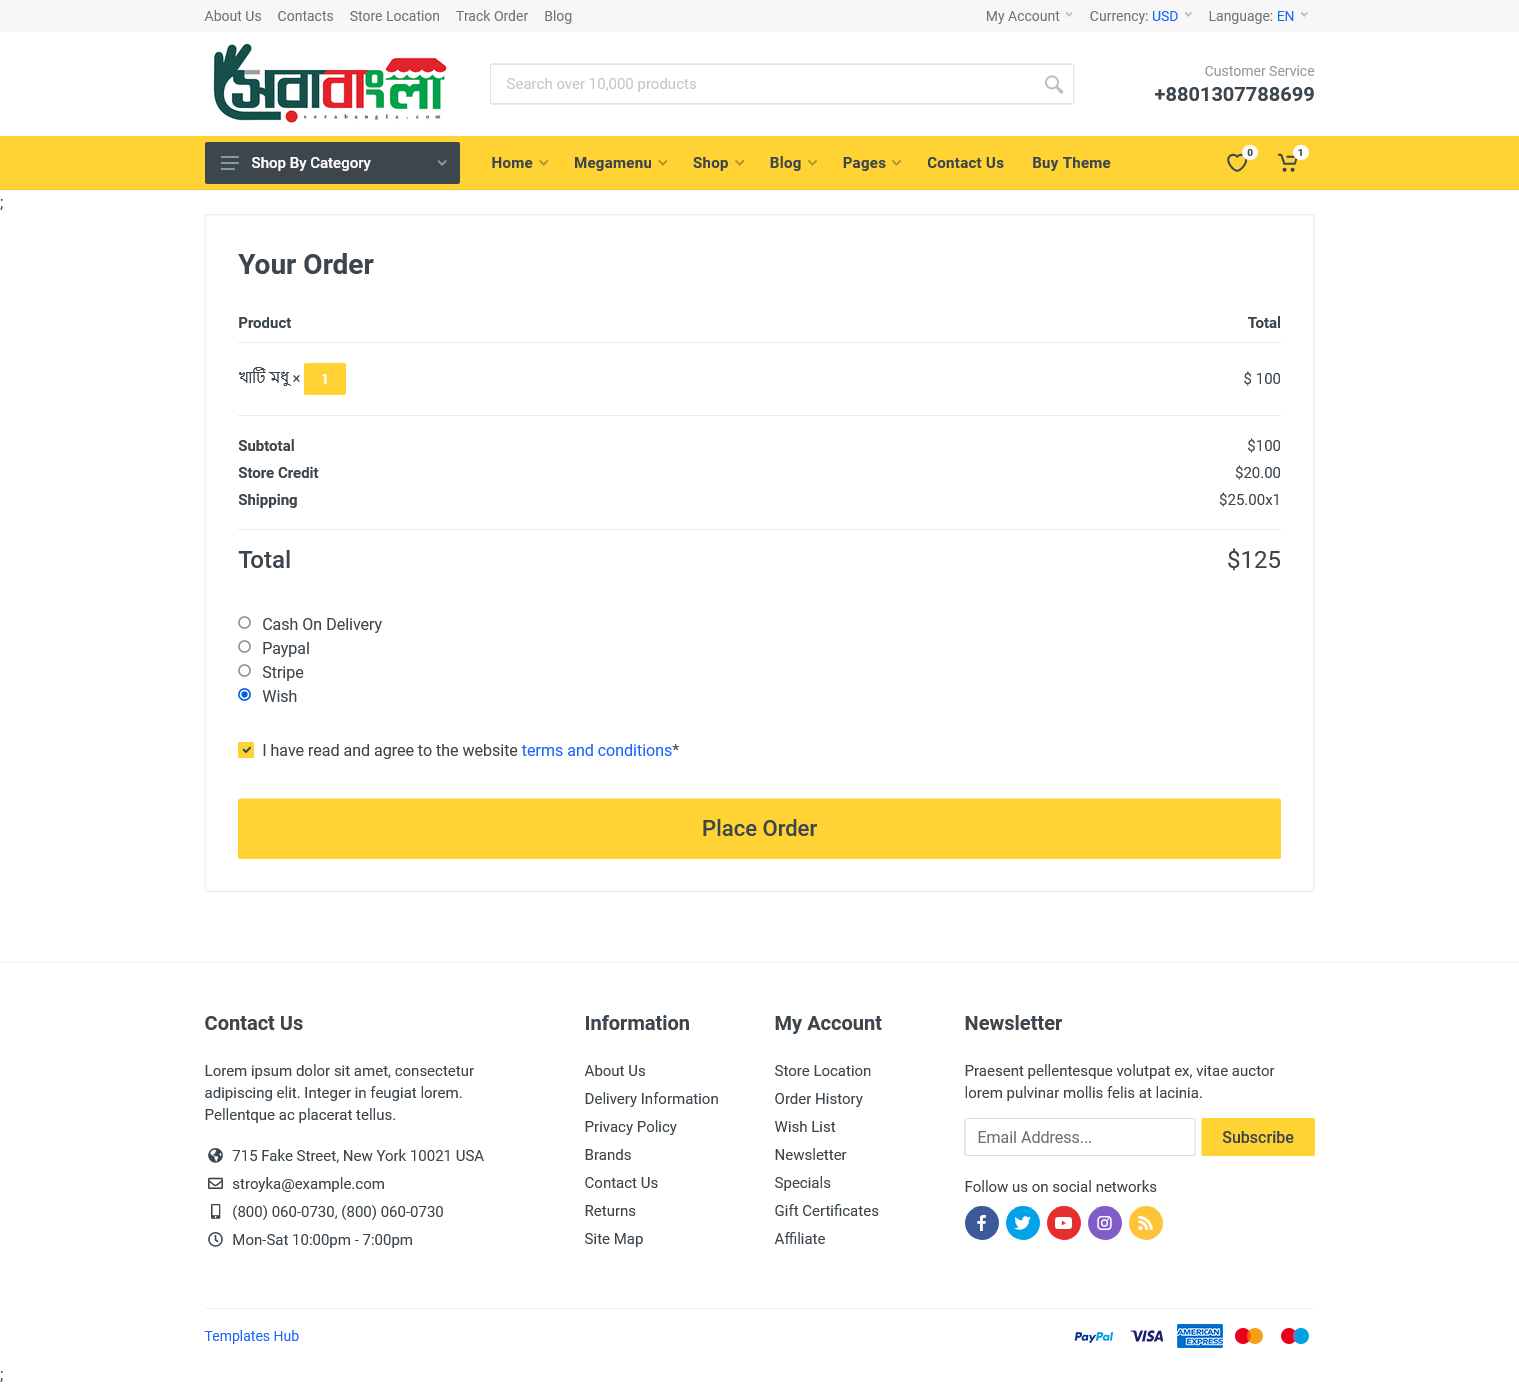 About Us Contacts Store Location Track Order Blog My Account Currency: USD Language: EN
সেরাবাংলা
serabangla.com
Search over 10,000 products
Customer Service
+8801307788699
Shop By Category Home Megamenu Shop Blog Pages Contact Us Buy Theme 0 1
;
Your Order
Product Total
খাটি মধু × 1 $ 100
Subtotal $100
Store Credit $20.00
Shipping $25.00x1
Total $125
Cash On Delivery
Paypal
Stripe
Wish
I have read and agree to the website terms and conditions*
Place Order
Contact Us
Lorem ipsum dolor sit amet, consectetur
adipiscing elit. Integer in feugiat lorem.
Pellentque ac placerat tellus.
715 Fake Street, New York 10021 USA
stroyka@example.com
(800) 060-0730, (800) 060-0730
Mon-Sat 10:00pm - 7:00pm
Information
About Us
Delivery Information
Privacy Policy
Brands
Contact Us
Returns
Site Map
My Account
Store Location
Order History
Wish List
Newsletter
Specials
Gift Certificates
Affiliate
Newsletter
Praesent pellentesque volutpat ex, vitae auctor
lorem pulvinar mollis felis at lacinia.
Email Address... Subscribe
Follow us on social networks
Templates Hub PayPal VISA AMERICAN EXPRESS
;